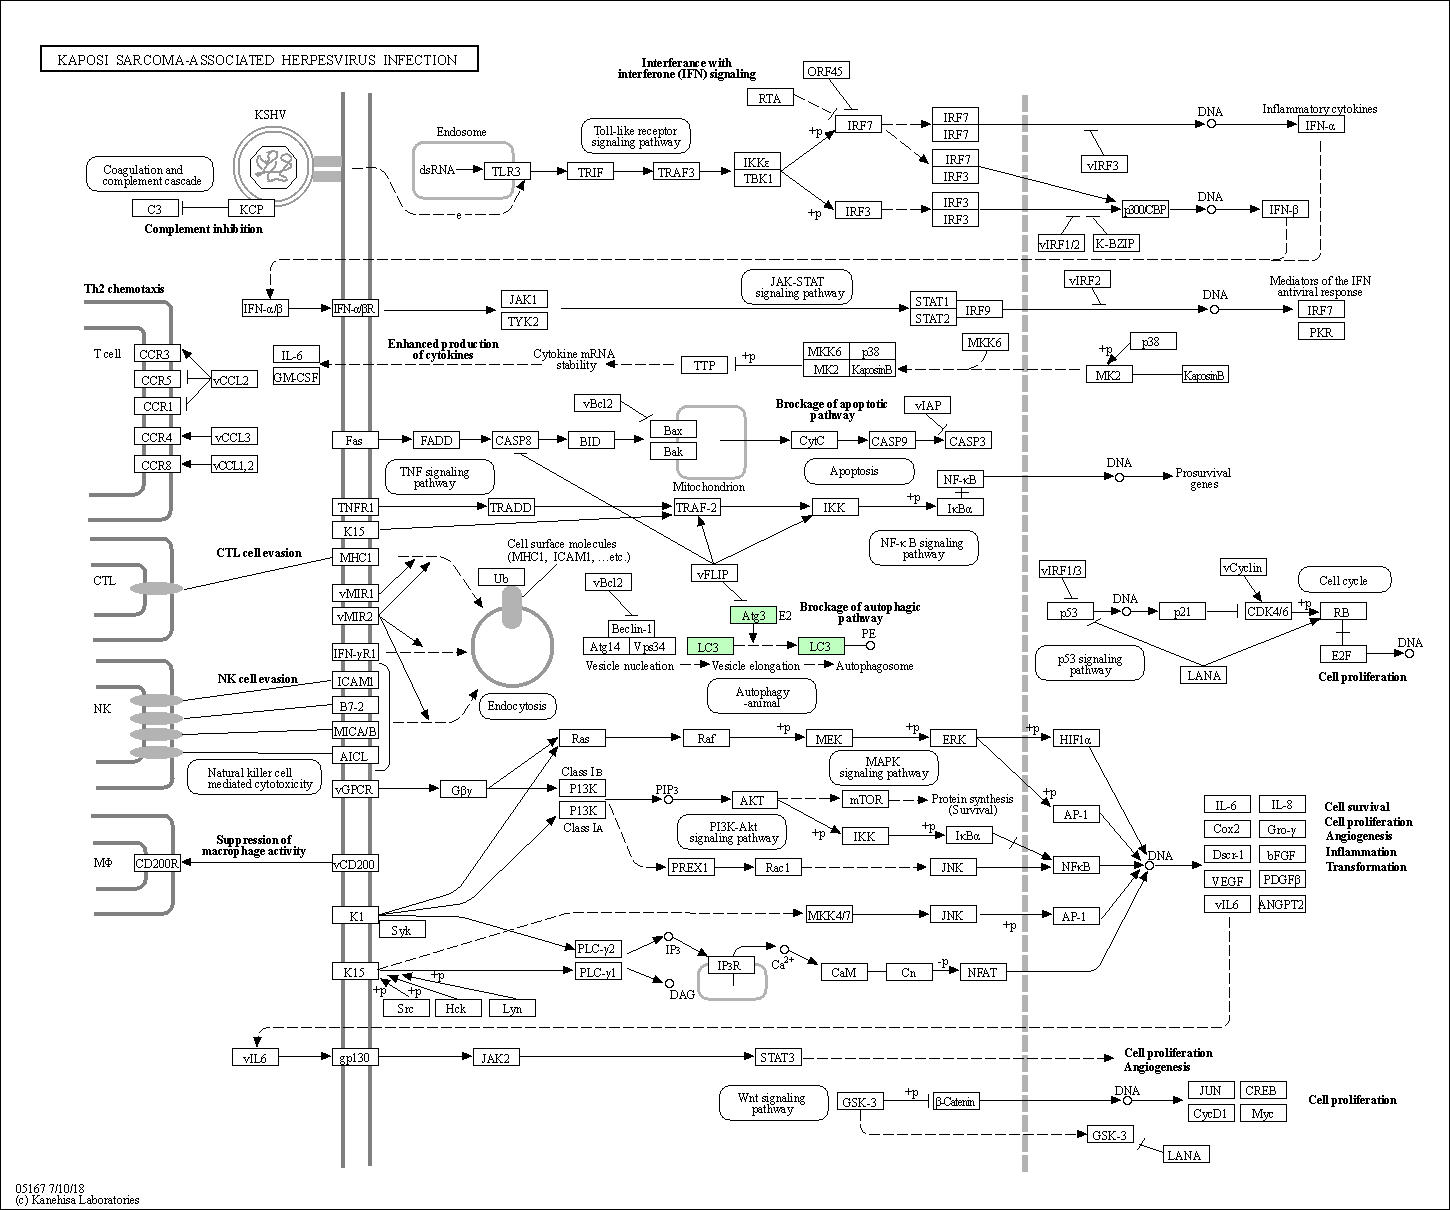 KAPOSI SARCOMA-ASSOCIATED HERPESVIRUS INFECTION
Interferance with
interferone (IFN) signaling
ORF45
RTA
KSHV
Endosome
Toll-like receptor
signaling pathway
+p
IRF7
IRF7
IRF7
DNA
Inflammatory cytokines
IFN-α
Coagulation and
complement cascade
dsRNA
TLR3
TRIF
TRAF3
IKKε
TBK1
IRF7
IRF3
vIRF3
C3
KCP
e
+p
IRF3
IRF3
IRF3
p300/CBP
DNA
IFN-β
Complement inhibition
vIRF1/2
K-BZIP
Th2 chemotaxis
JAK-STAT
signaling pathway
vIRF2
Mediators of the IFN
antiviral response
IFN-α/β
IFN-α/βR
JAK1
TYK2
STAT1
STAT2
IRF9
DNA
IRF7
PKR
T cell
CCR3
CCR5
CCR1
CCR4
CCR8
vCCL2
vCCL3
vCCL1,2
IL-6
GM-CSF
Enhanced production
of cytokines
Cytokine mRNA
stability
TTP
+p
MKK6
p38
MK2
KaposinB
MKK6
+p
p38
MK2
KaposinB
vBcl2
Brockage of apoptotic
pathway
vIAP
Fas
FADD
CASP8
BID
Bax
Bak
CytC
CASP9
CASP3
TNF signaling
pathway
Mitochondrion
Apoptosis
NF-κB
DNA
Prosurvival
genes
TNFR1
TRADD
TRAF-2
IKK
+p
IκBα
K15
NF-κ B signaling
pathway
CTL cell evasion
MHC1
Cell surface molecules
(MHC1, ICAM1, ...etc.)
CTL
Ub
vBcl2
vFLIP
vIRF1/3
vCyclin
Cell cycle
vMIR1
vMIR2
Atg3
E2
Brockage of autophagic
pathway
p53
DNA
p21
CDK4/6
+p
RB
Beclin-1
Atg14
Vps34
LC3
LC3
PE
IFN-γR1
Vesicle nucleation
Vesicle elongation
Autophagosome
p53 signaling
pathway
LANA
E2F
DNA
Cell proliferation
NK cell evasion
ICAM1
B7-2
MICA/B
AICL
NK
Endocytosis
Autophagy
-animal
Natural killer cell
mediated cytotoxicity
Ras
Raf
+p
MEK
+p
ERK
+p
HIF1α
MAPK
signaling pathway
vGPCR
Gβγ
Class IB
P13K
P13K
Class IA
PIP3
AKT
mTOR
Protein synthesis
(Survival)
+p
AP-1
PI3K-Akt
signaling pathway
+p
IKK
+p
IκBα
IL-6
IL-8
Cox2
Gro-γ
Dscr-1
bFGF
VEGF
PDGFβ
vIL6
ANGPT2
Cell survival
Cell proliferation
Angiogenesis
Inflammation
Transformation
Suppression of
macrophage activity
MΦ
CD200R
vCD200
PREX1
Rac1
JNK
NFκB
DNA
K1
Syk
MKK4/7
JNK
+p
AP-1
PLC-γ2
IP3
IP3R
Ca2+
K15
PLC-γ1
DAG
CaM
Cn
-p
NFAT
+p
+p
+p
Src
Hck
Lyn
vIL6
gp130
JAK2
STAT3
Cell proliferation
Angiogenesis
Wnt signaling
pathway
GSK-3
+p
β-Catenin
DNA
JUN
CREB
CycD1
Myc
Cell proliferation
GSK-3
LANA
05167 7/10/18
(c) Kanehisa Laboratories